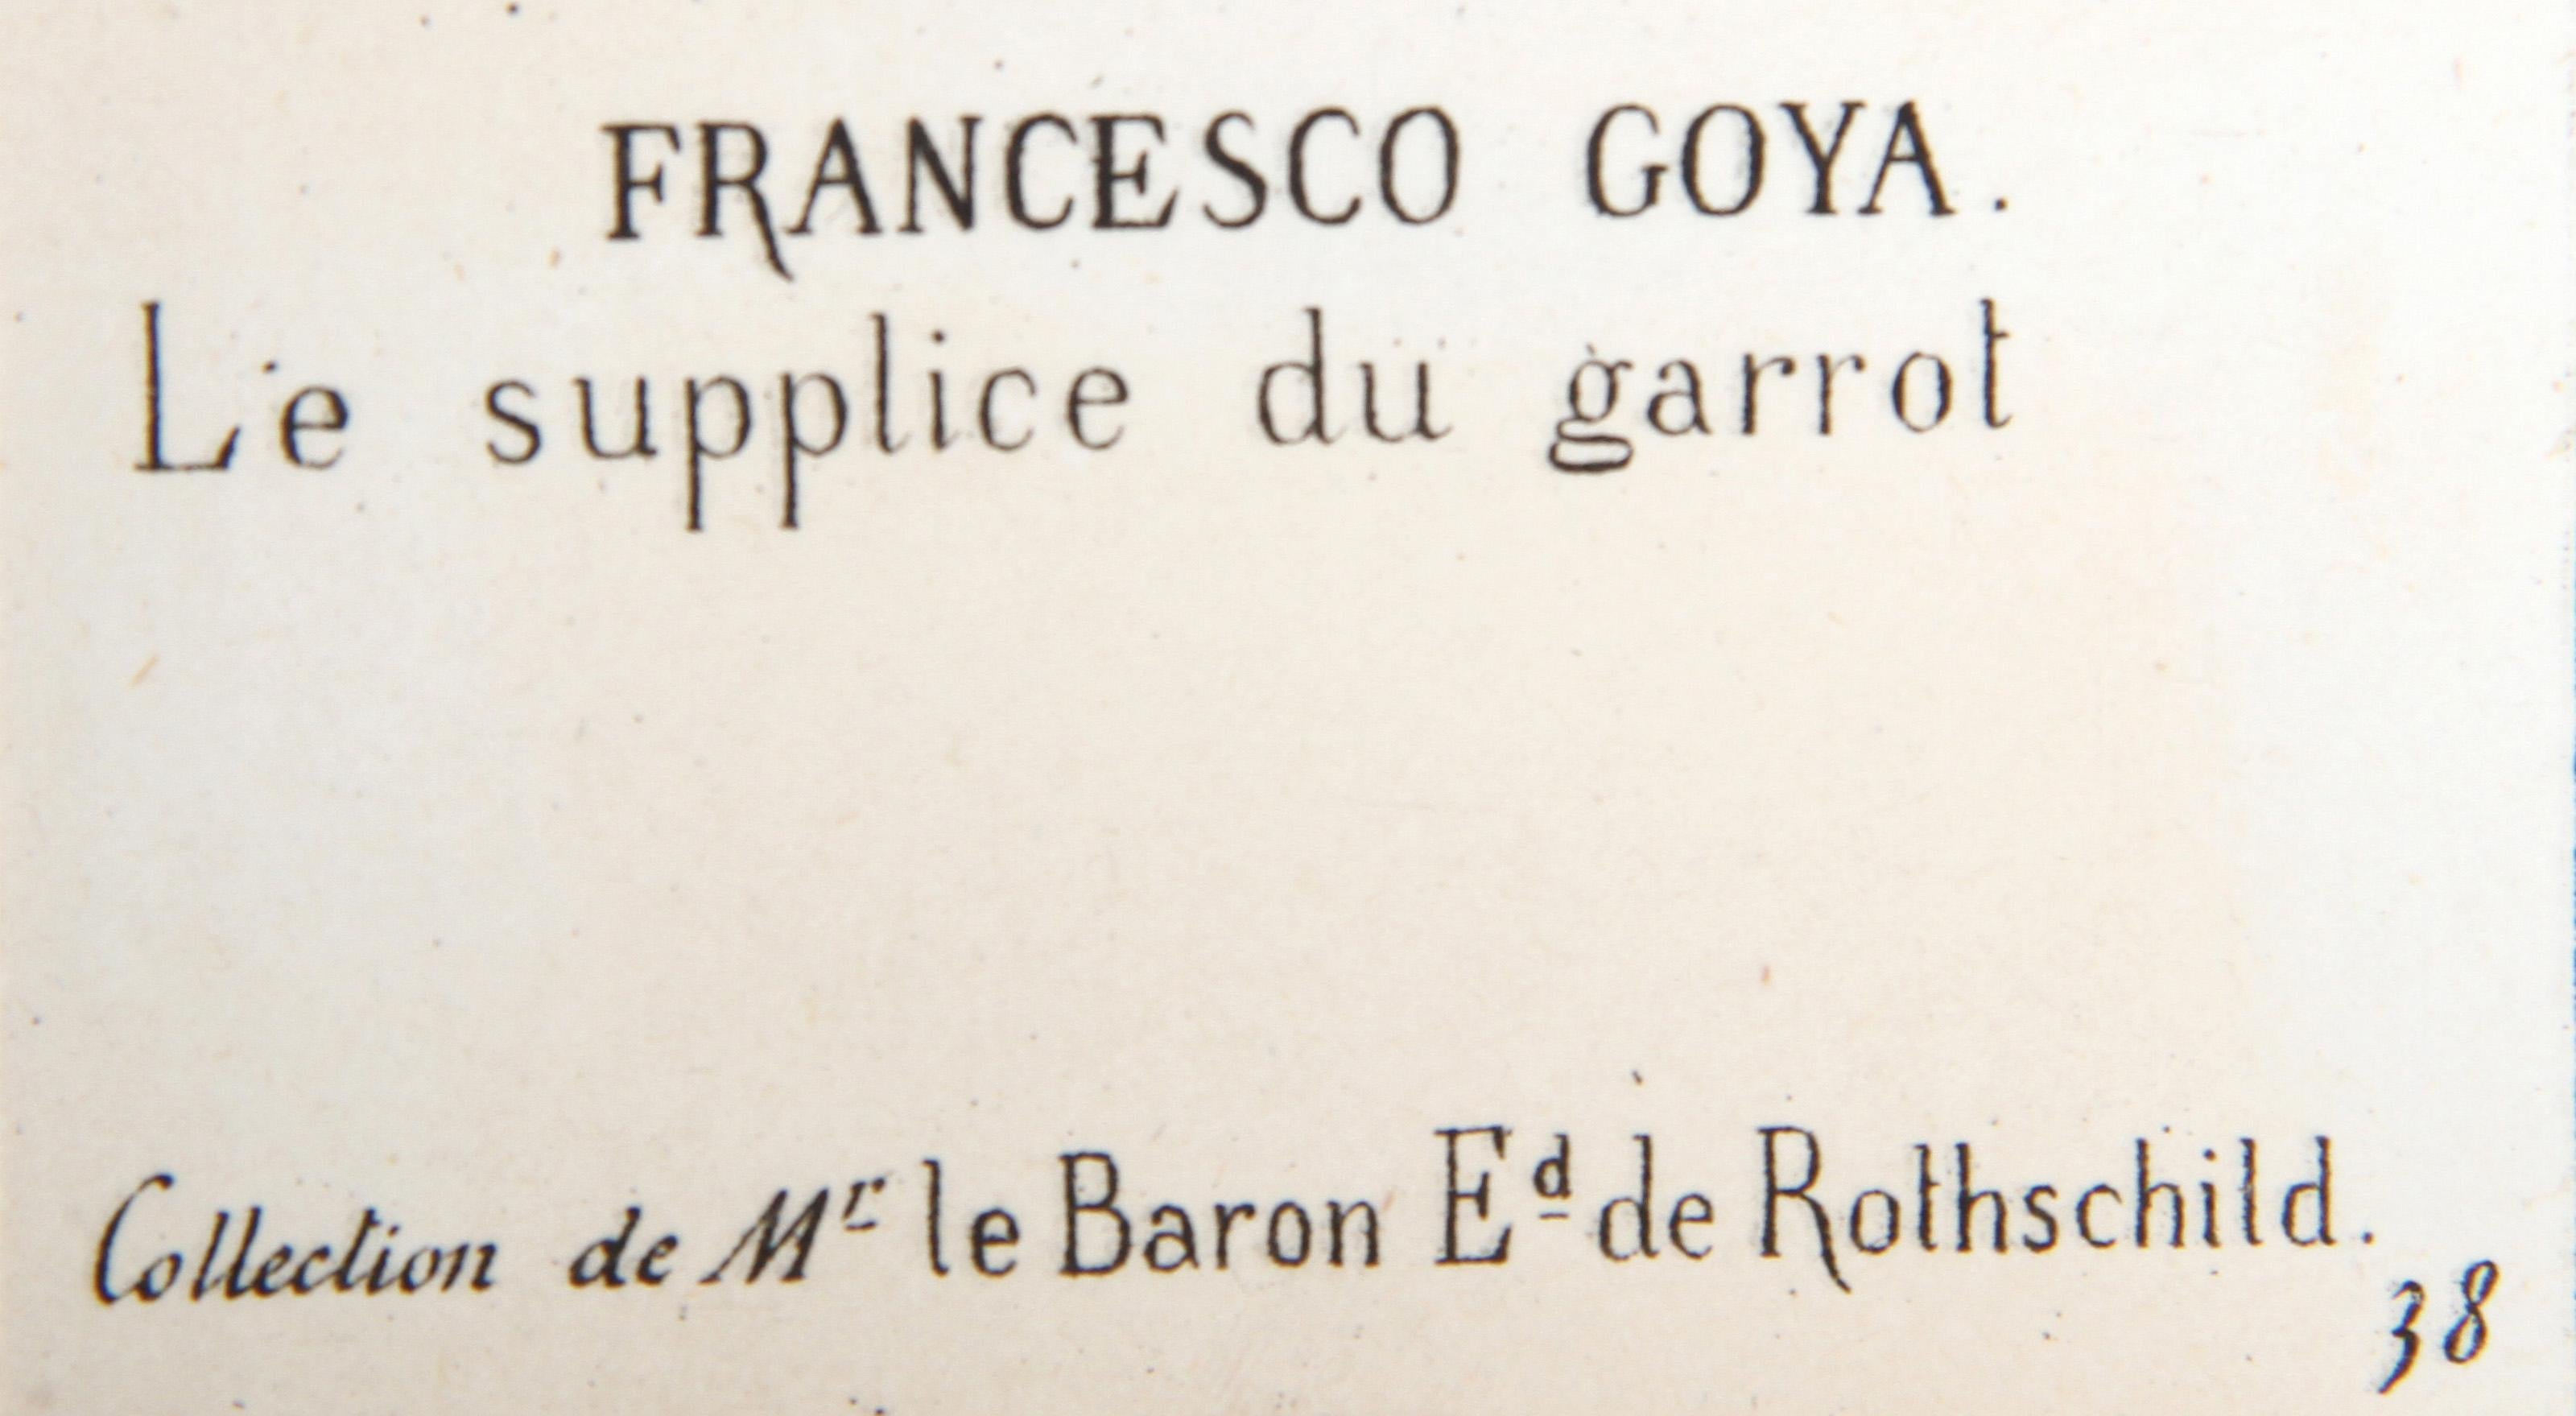 FRANCESCO GOYA.
Le supplice du garrot
Collection de Mr le Baron Ed de Rothschild.
38